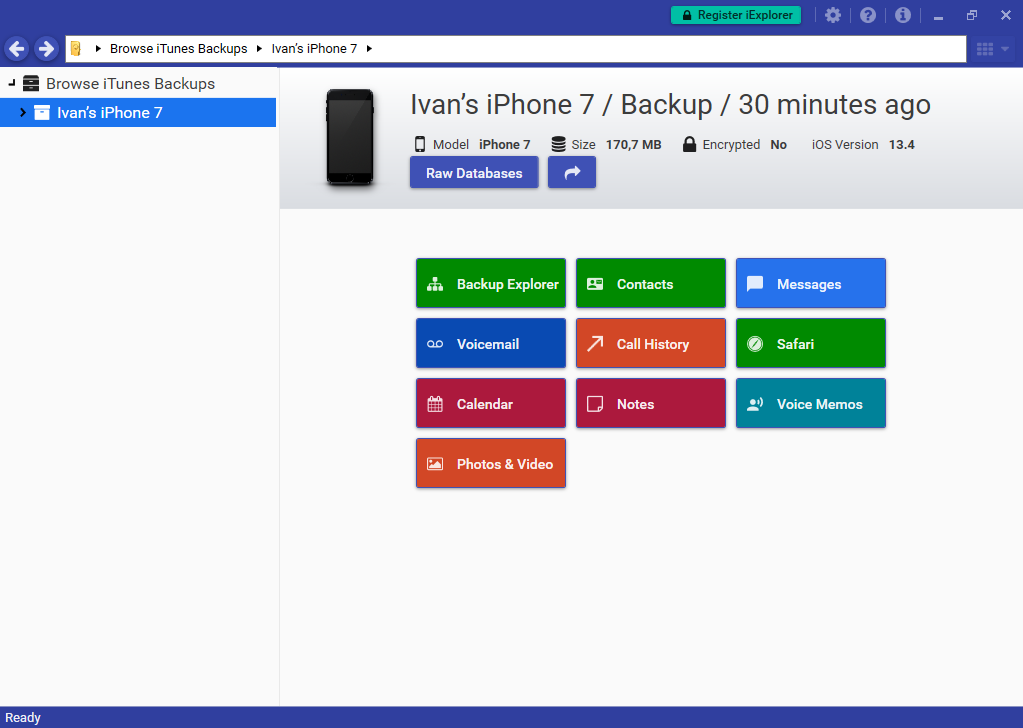 Register iExplorer
Browse iTunes Backups Ivan’s iPhone 7
Browse iTunes Backups
Ivan’s iPhone 7
Ivan’s iPhone 7 / Backup / 30 minutes ago
Model iPhone 7 Size 170,7 MB Encrypted No iOS Version 13.4
Raw Databases
Backup Explorer Contacts Messages
Voicemail Call History Safari
Calendar Notes Voice Memos
Photos & Video
Ready